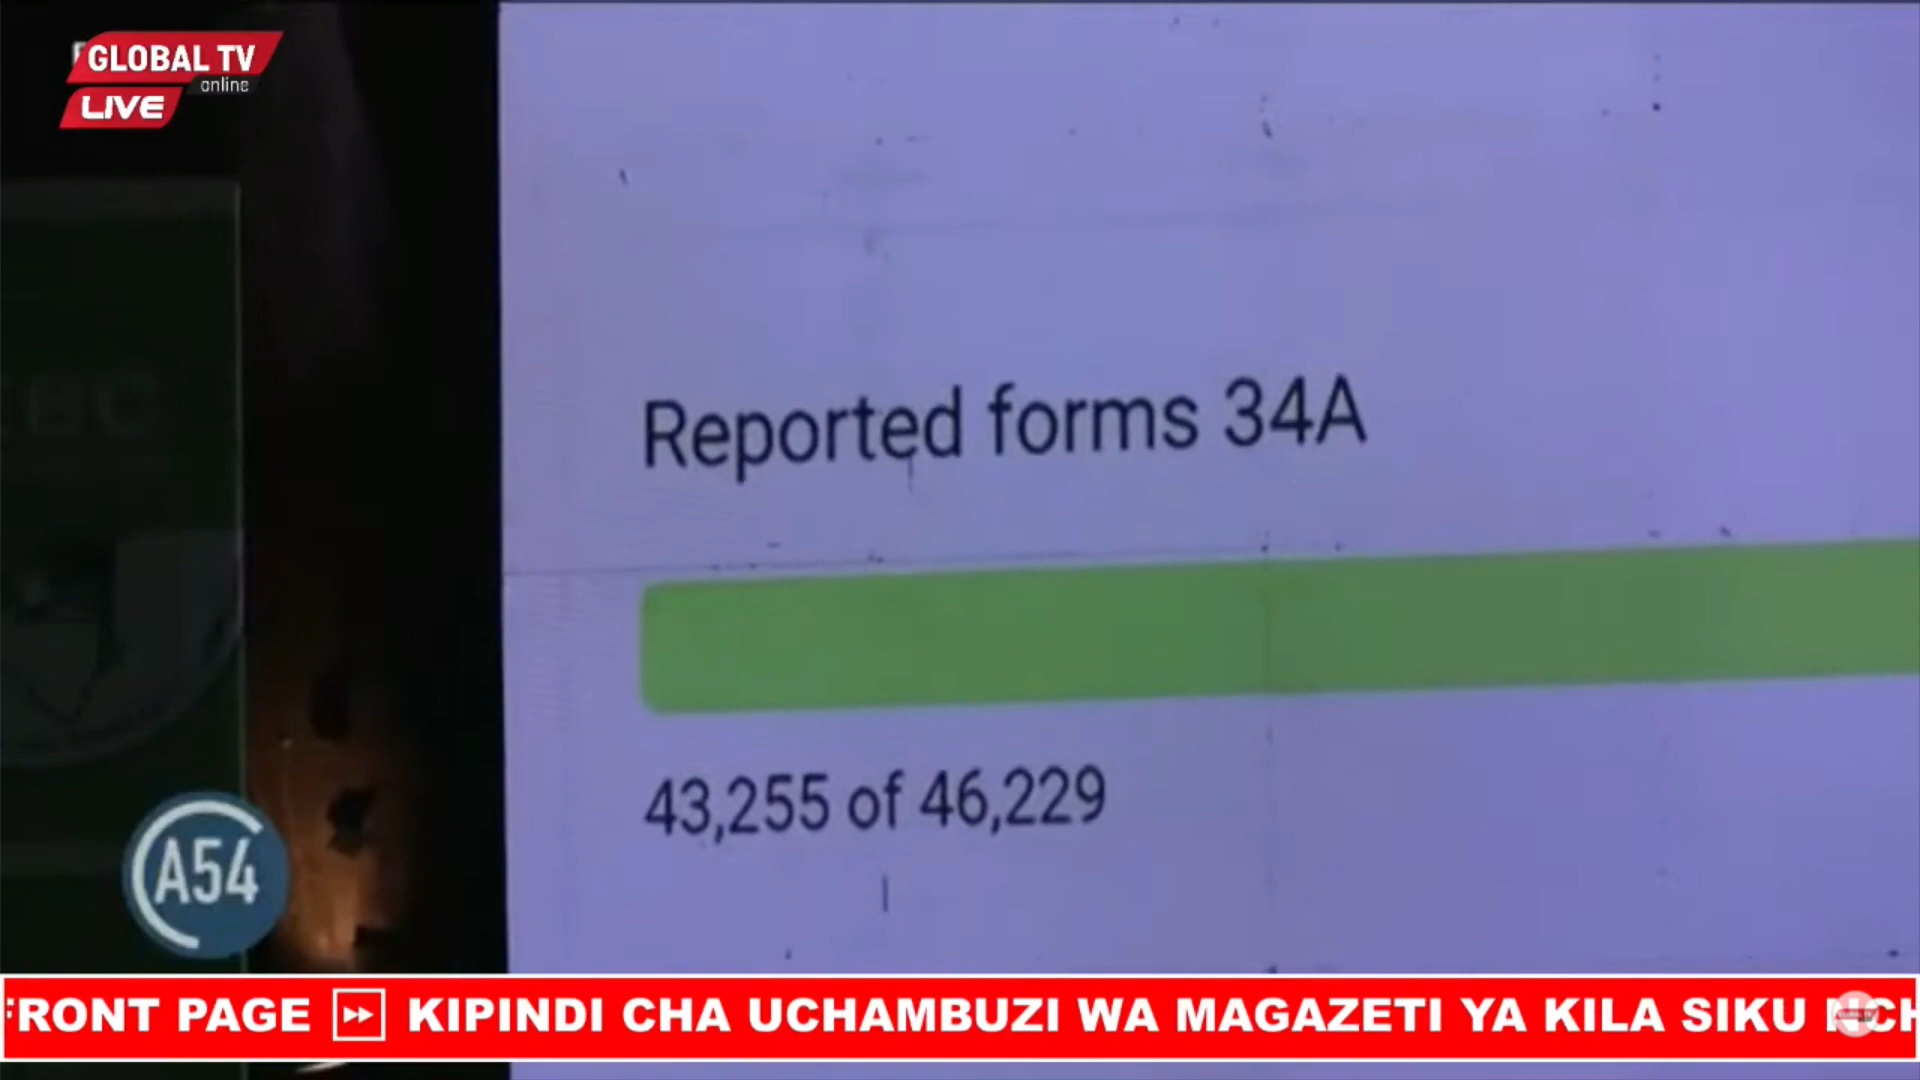 GLOBAL TV
online
LIVE
Reported forms 34A
43,255 of 46,229
A54
FRONT PAGE KIPINDI CHA UCHAMBUZI WA MAGAZETI YA KILA SIKU